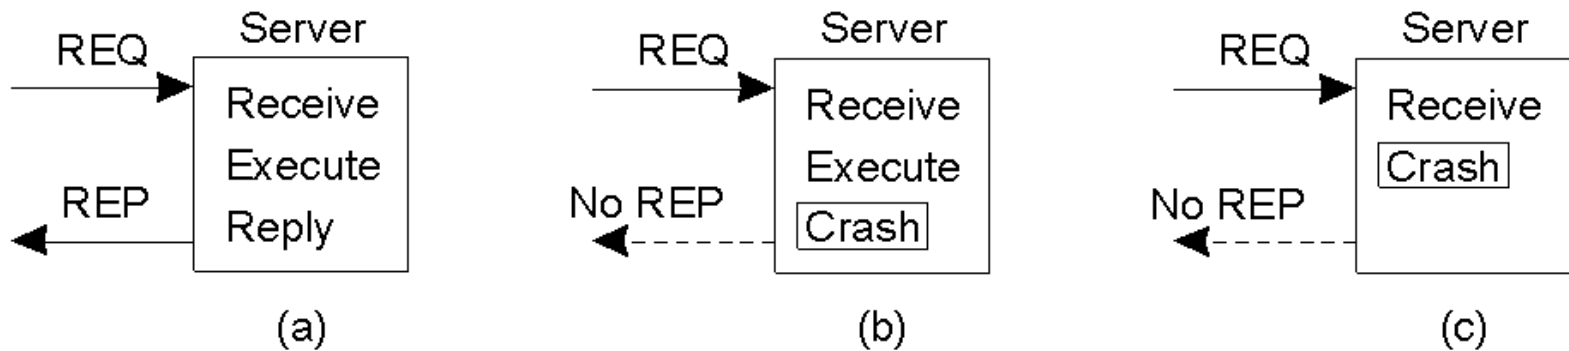 Server
REQ
Receive
Execute
REP
Reply
(a)
Server
REQ
Receive
Execute
No REP
Crash
(b)
Server
REQ
Receive
Crash
No REP
(c)